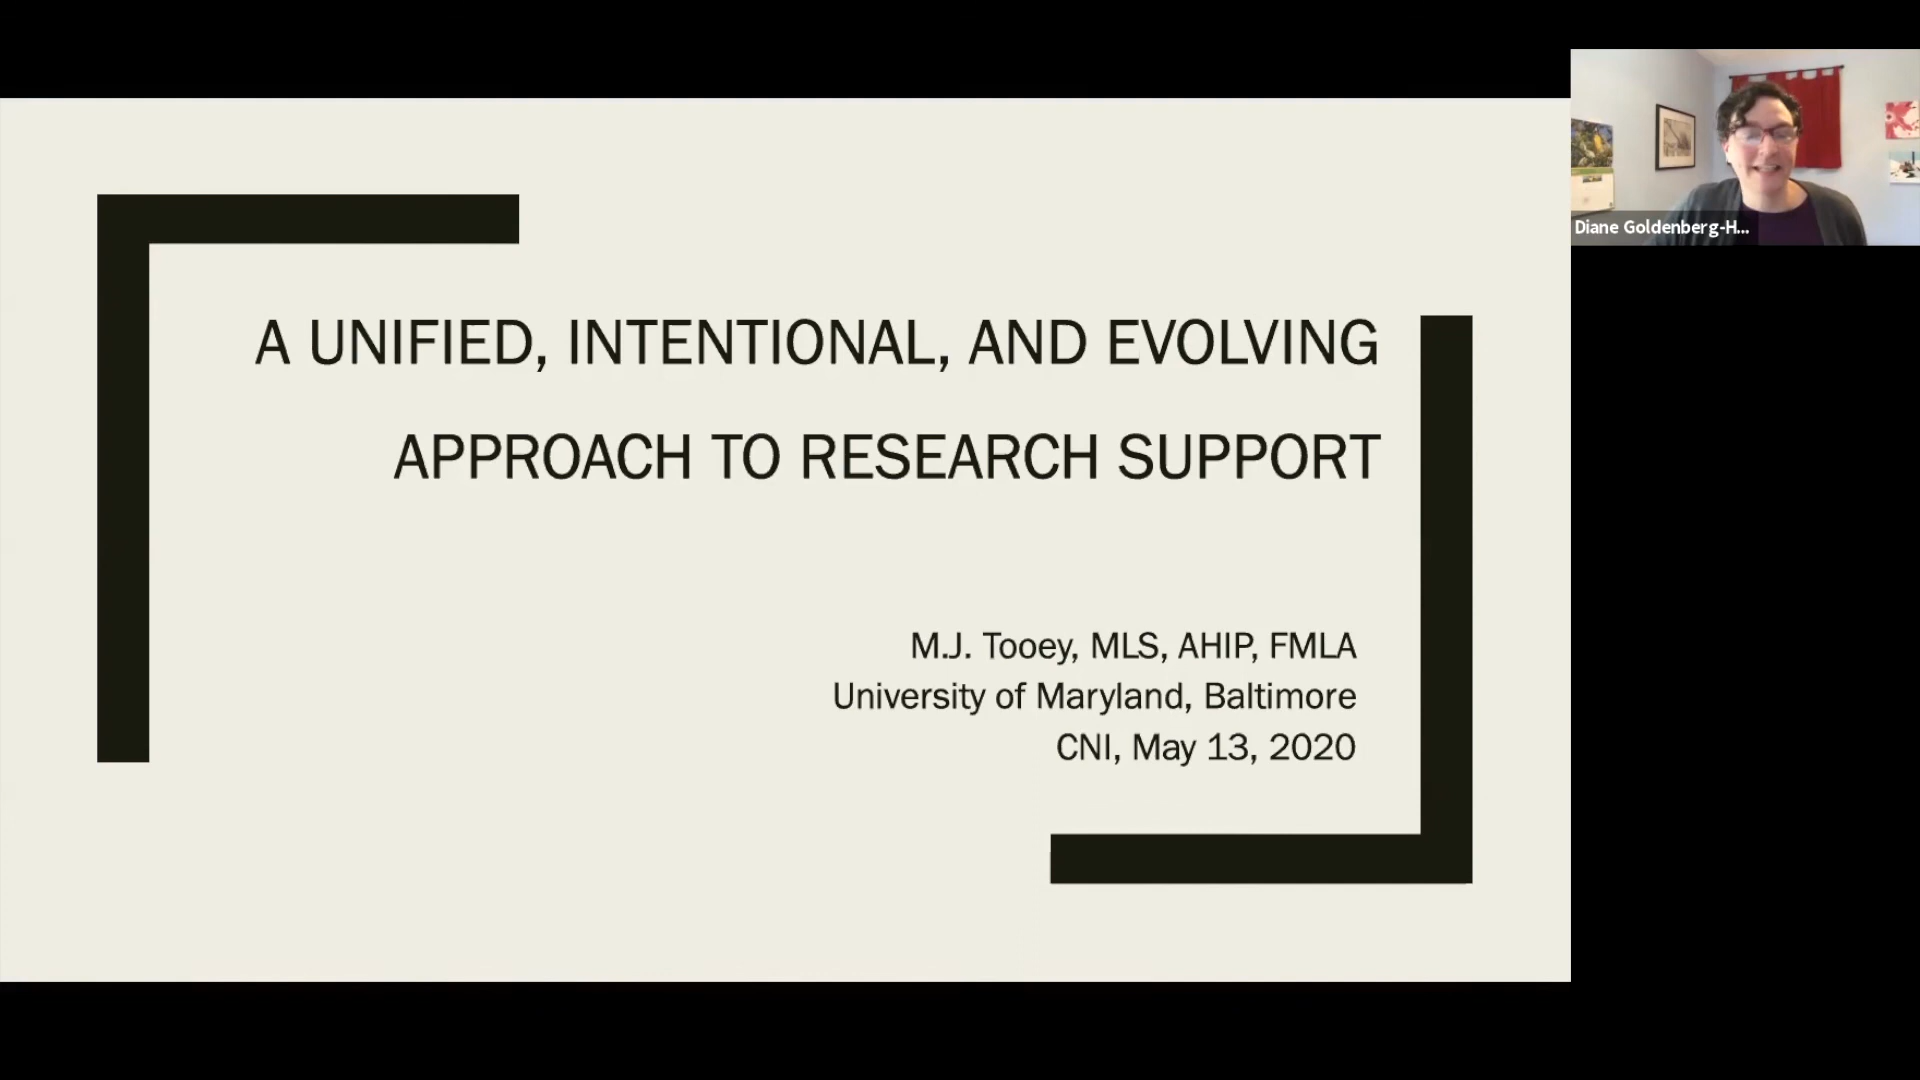 A UNIFIED, INTENTIONAL, AND EVOLVING
APPROACH TO RESEARCH SUPPORT
M.J. Tooey, MLS, AHIP, FMLA
University of Maryland, Baltimore
CNI, May 13, 2020
Diane Goldenberg-H...